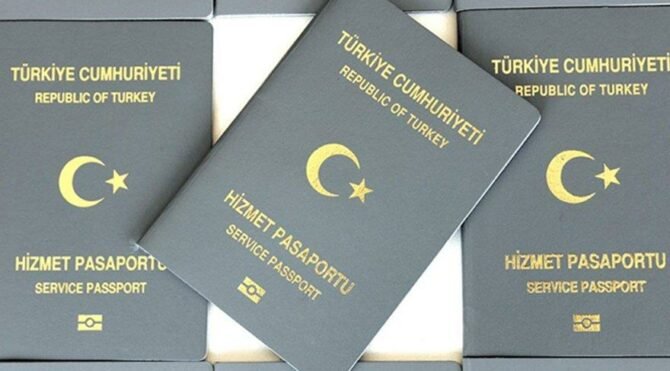 TÜRKİYE CUMHURİYETİ
REPUBLIC OF TURKEY
HİZMET PASAPORTU
SERVICE PASSPORT
TÜRKİYE CUMHURİYETİ
REPUBLIC OF TURKEY
HİZMET PASAPORTU
SERVICE PASSPORT
TÜRKİYE CUMHURİYETİ
REPUBLIC OF TURKEY
HİZMET PASAPORTU
SERVICE PASSPORT